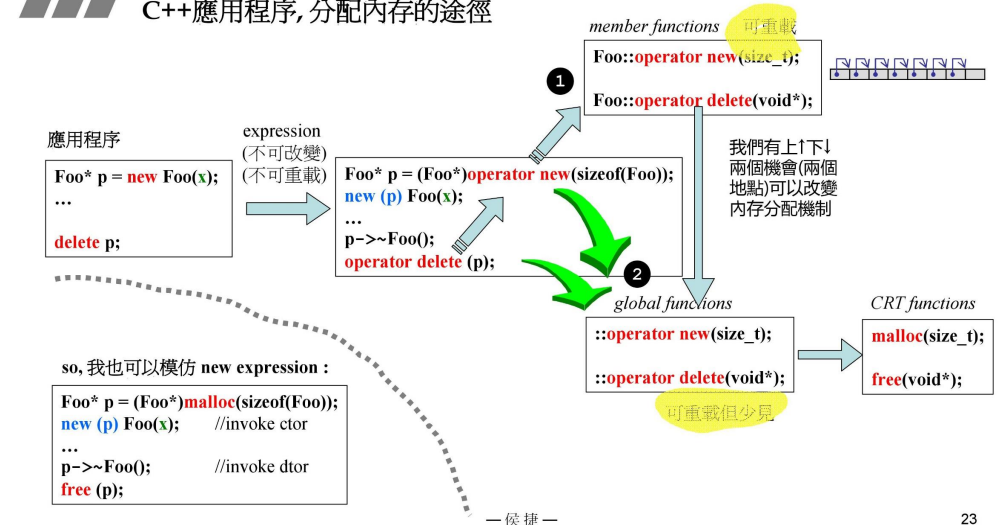 C++應用程序, 分配內存的途徑
member functions 可重載
Foo::operator new(size_t);
Foo::operator delete(void*);
1
應用程序
Foo* p = new Foo(x);
…
delete p;
expression
(不可改變)
(不可重載)
Foo* p = (Foo*)operator new(sizeof(Foo));
new (p) Foo(x);
…
p->~Foo();
operator delete (p);
我們有上↑下↓
兩個機會(兩個
地點)可以改變
內存分配機制
2
global functions
::operator new(size_t);
::operator delete(void*);
可重載但少見
CRT functions
malloc(size_t);
free(void*);
so, 我也可以模仿 new expression :
Foo* p = (Foo*)malloc(sizeof(Foo));
new (p) Foo(x); //invoke ctor
…
p->~Foo(); //invoke dtor
free (p);
— 侯捷 —
23